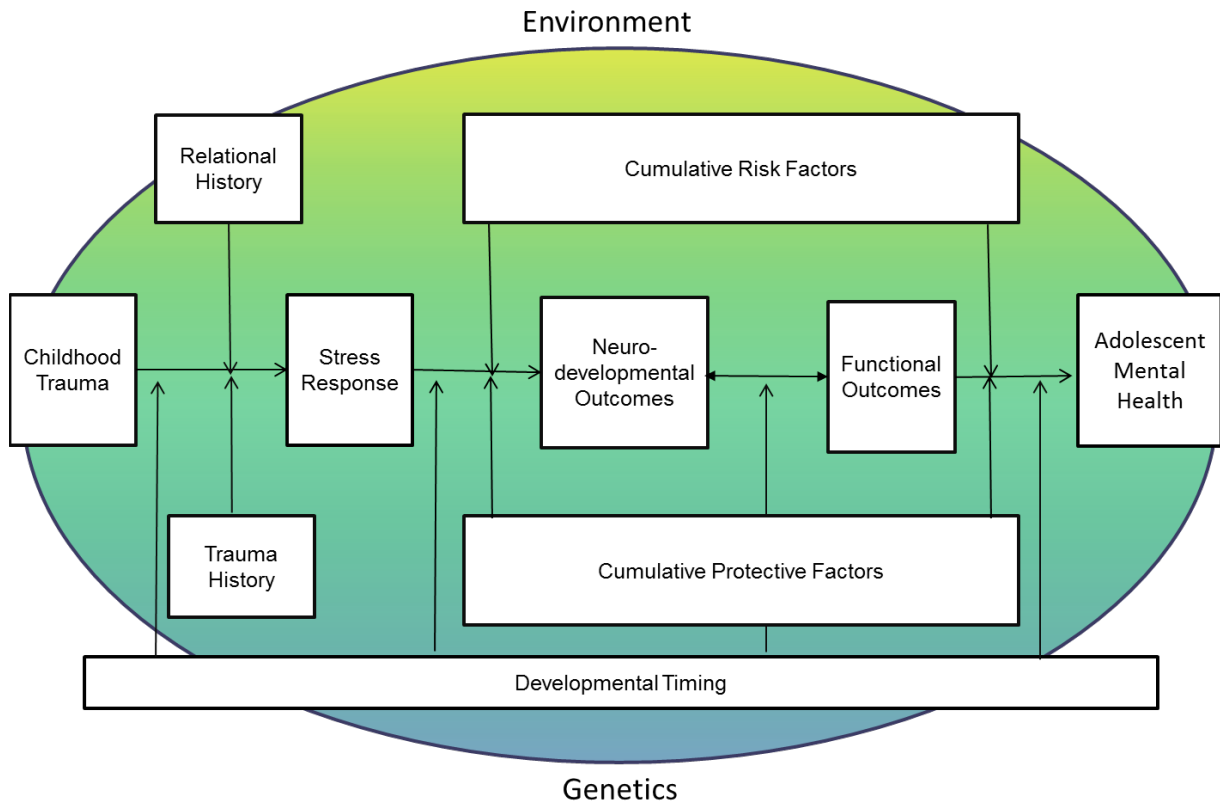 Environment
Relational
History
Cumulative Risk Factors
Childhood
Trauma
Stress
Response
Neuro-
developmental
Outcomes
Functional
Outcomes
Adolescent
Mental
Health
Trauma
History
Cumulative Protective Factors
Developmental Timing
Genetics